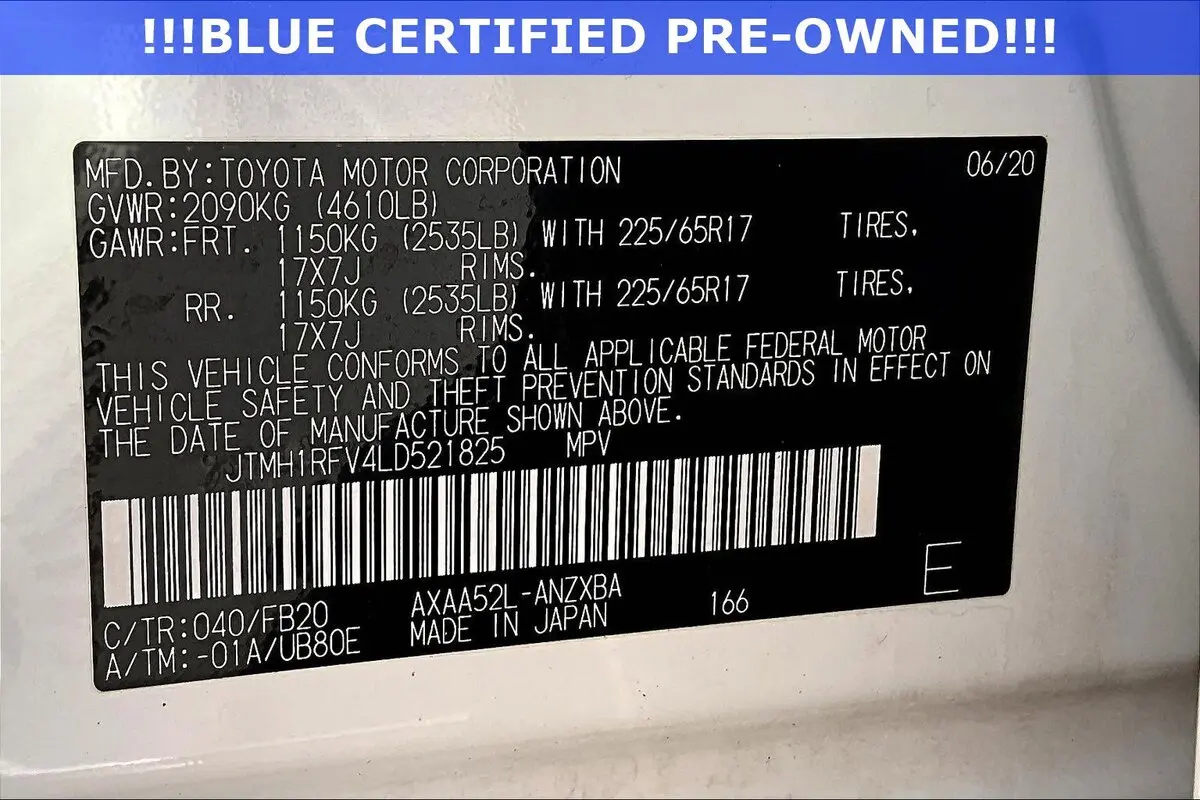 !!!BLUE CERTIFIED PRE-OWNED!!!
MFD. BY:TOYOTA MOTOR CORPORATION 06/20
GVWR:2090KG (4610LB)
GAWR:FRT. 1150KG (2535LB) WITH 225/65R17 TIRES,
17X7J RIMS.
RR. 1150KG (2535LB) WITH 225/65R17 TIRES,
17X7J RIMS.
THIS VEHICLE CONFORMS TO ALL APPLICABLE FEDERAL MOTOR
VEHICLE SAFETY AND THEFT PREVENTION STANDARDS IN EFFECT ON
THE DATE OF MANUFACTURE SHOWN ABOVE.
JTMH1RFV4LD521825 MPV
E
C/TR:040/FB20 AXAA52L-ANZXBA 166
A/TM:-01A/UB80E MADE IN JAPAN